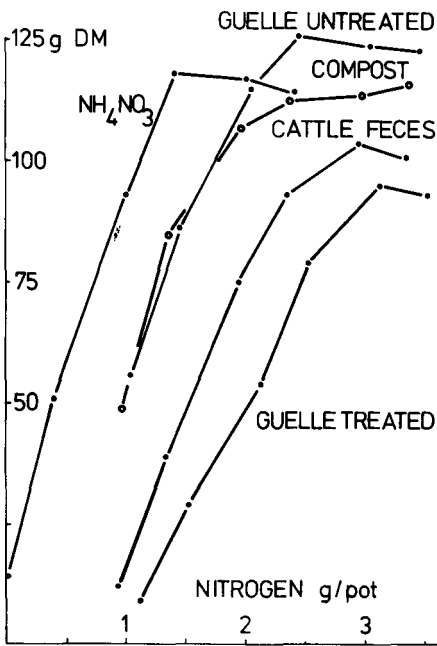 GUELLE UNTREATED
125 g DM
COMPOST
NH4NO3
CATTLE FECES
100
75
50
GUELLE TREATED
NITROGEN g/pot
1 2 3